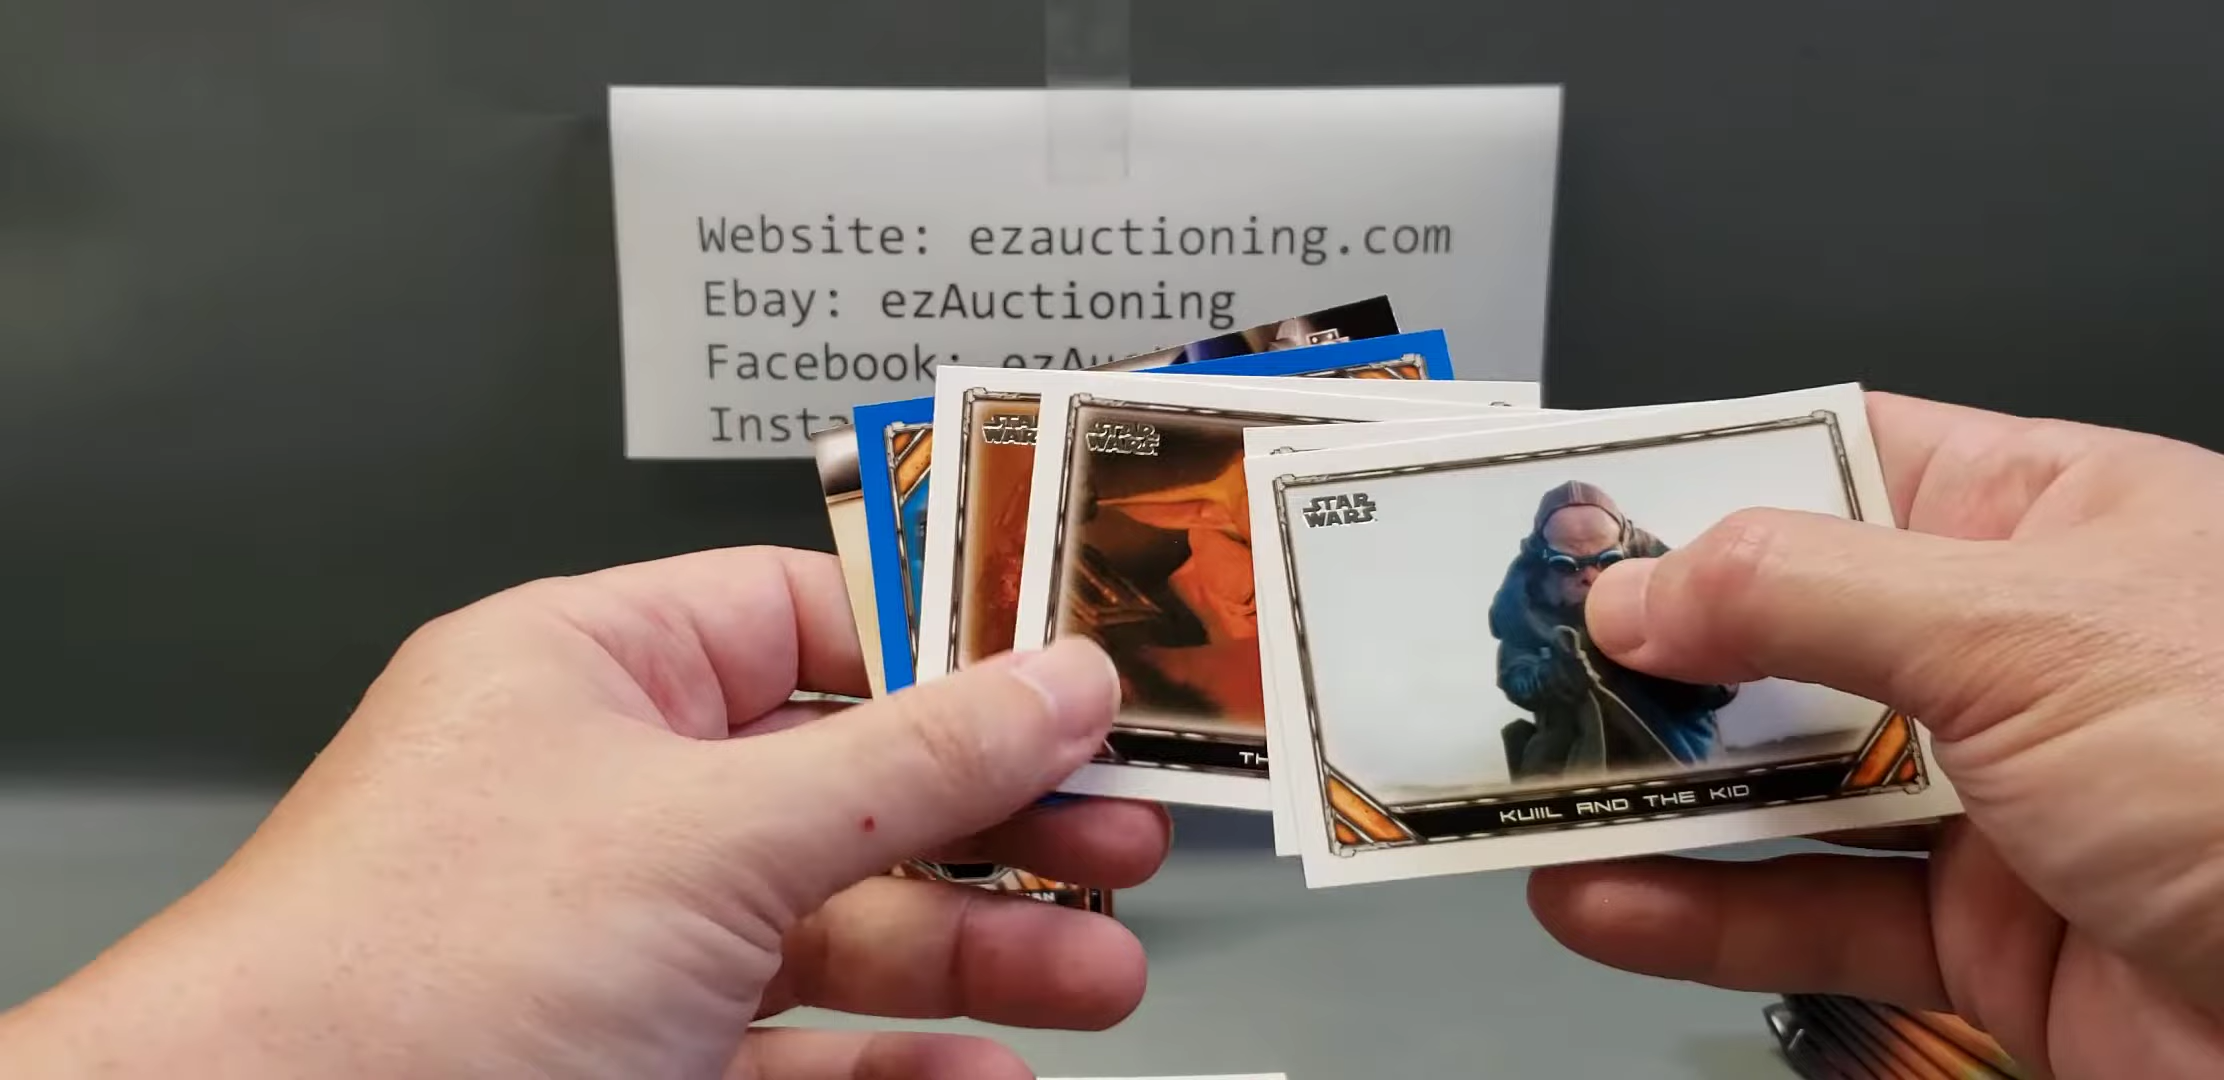 Website: ezauctioning.com
Ebay: ezAuctioning
Facebook:
STAR WARS
STAR
WARS
STAR
WARS
KUIIL AND THE KID